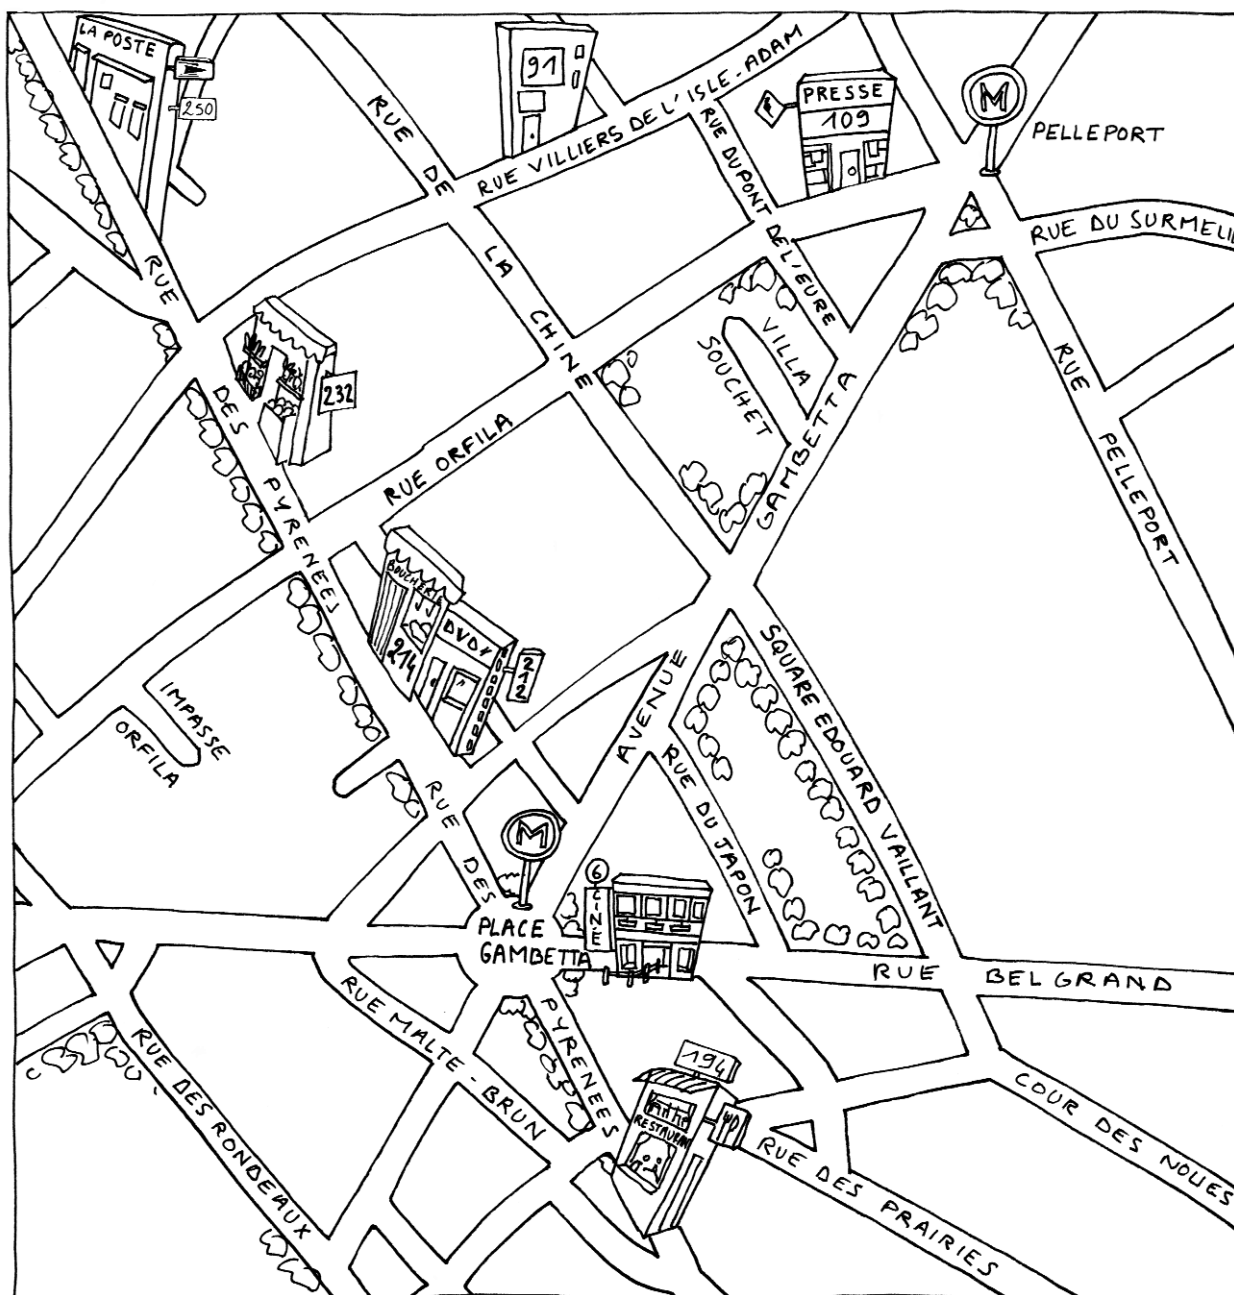 LA POSTE
250
91
RUE VILLIERS DE L'ISLE-ADAM
PRESSE
109
M
PELLEPORT
RUE DU SURMELI
RUE DE LA CHINE
RUE DUPONT DE L'EURE
VILLA
SOUCHET
RUE DES PYRENEES
232
RUE ORFILA
AVENUE GAMBETTA
RUE PELLEPORT
BOUCHERIE
214
DVD
212
IMPASSE
ORFILA
SQUARE EDOUARD VAILLANT
RUE DU JAPON
RUE DES PYRENEES
M
6
CINE
PLACE
GAMBETTA
RUE BELGRAND
RUE MALTE-BRUN
RUE DES RONDEAUX
194
RESTAURANT
RUE DES PRAIRIES
COUR DES NOUES